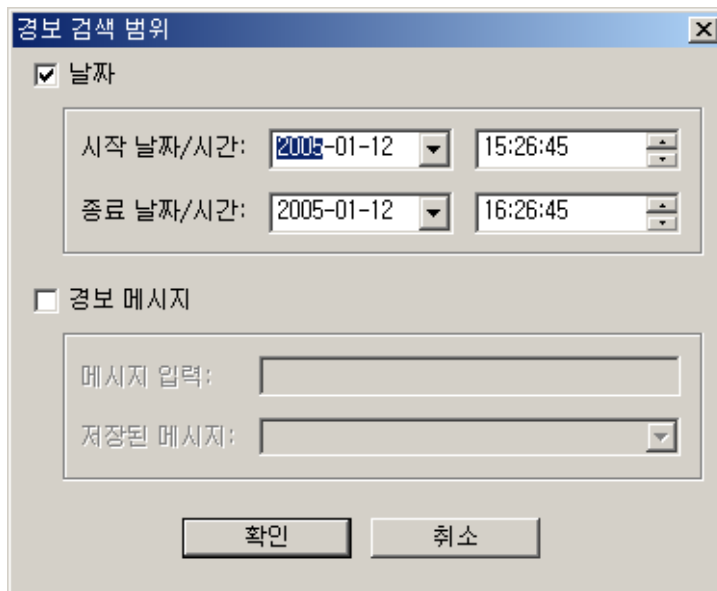 경보 검색 범위
날짜
시작 날짜/시간: 2005-01-12 15:26:45
종료 날짜/시간: 2005-01-12 16:26:45
경보 메시지
메시지 입력:
저장된 메시지:
확인 취소